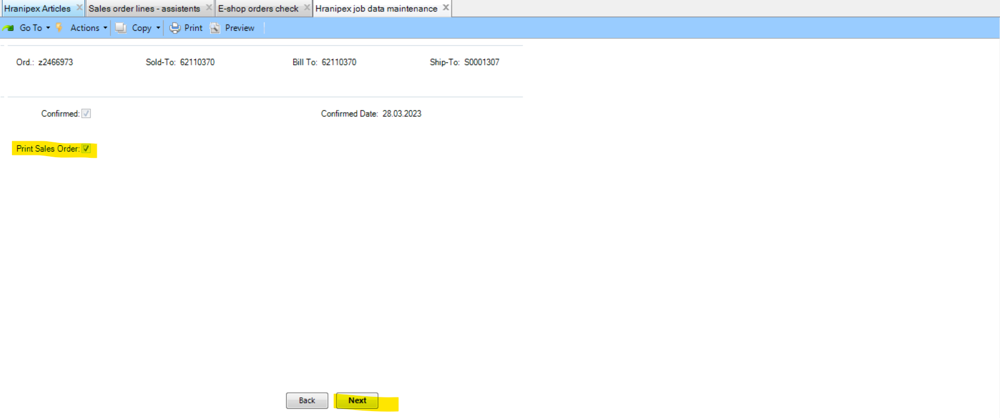 Hranipex Articles Sales order lines - assistents E-shop orders check Hranipex job data maintenance
Go To Actions Copy Print Preview
Ord.: z2466973 Sold-To: 62110370 Bill To: 62110370 Ship-To: S0001307
Confirmed: Confirmed Date: 28.03.2023
Print Sales Order:
Back Next